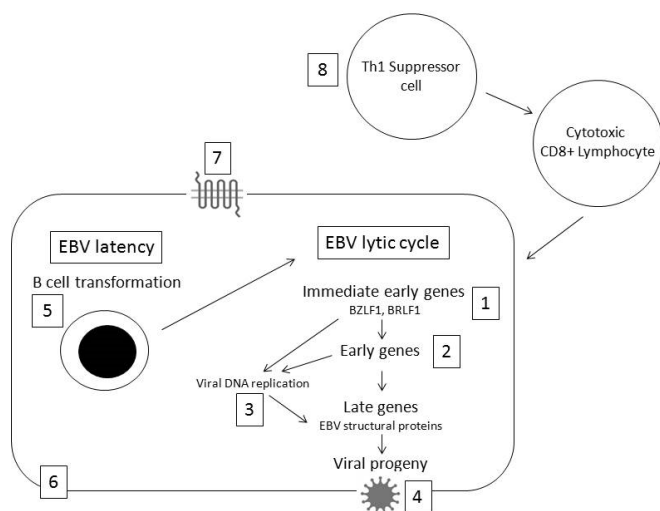 8
Th1 Suppressor
cell
Cytotoxic
CD8+ Lymphocyte
7
EBV latency
EBV lytic cycle
B cell transformation
5
Immediate early genes
BZLF1, BRLF1
1
Early genes
2
Viral DNA replication
3
Late genes
EBV structural proteins
Viral progeny
6
4